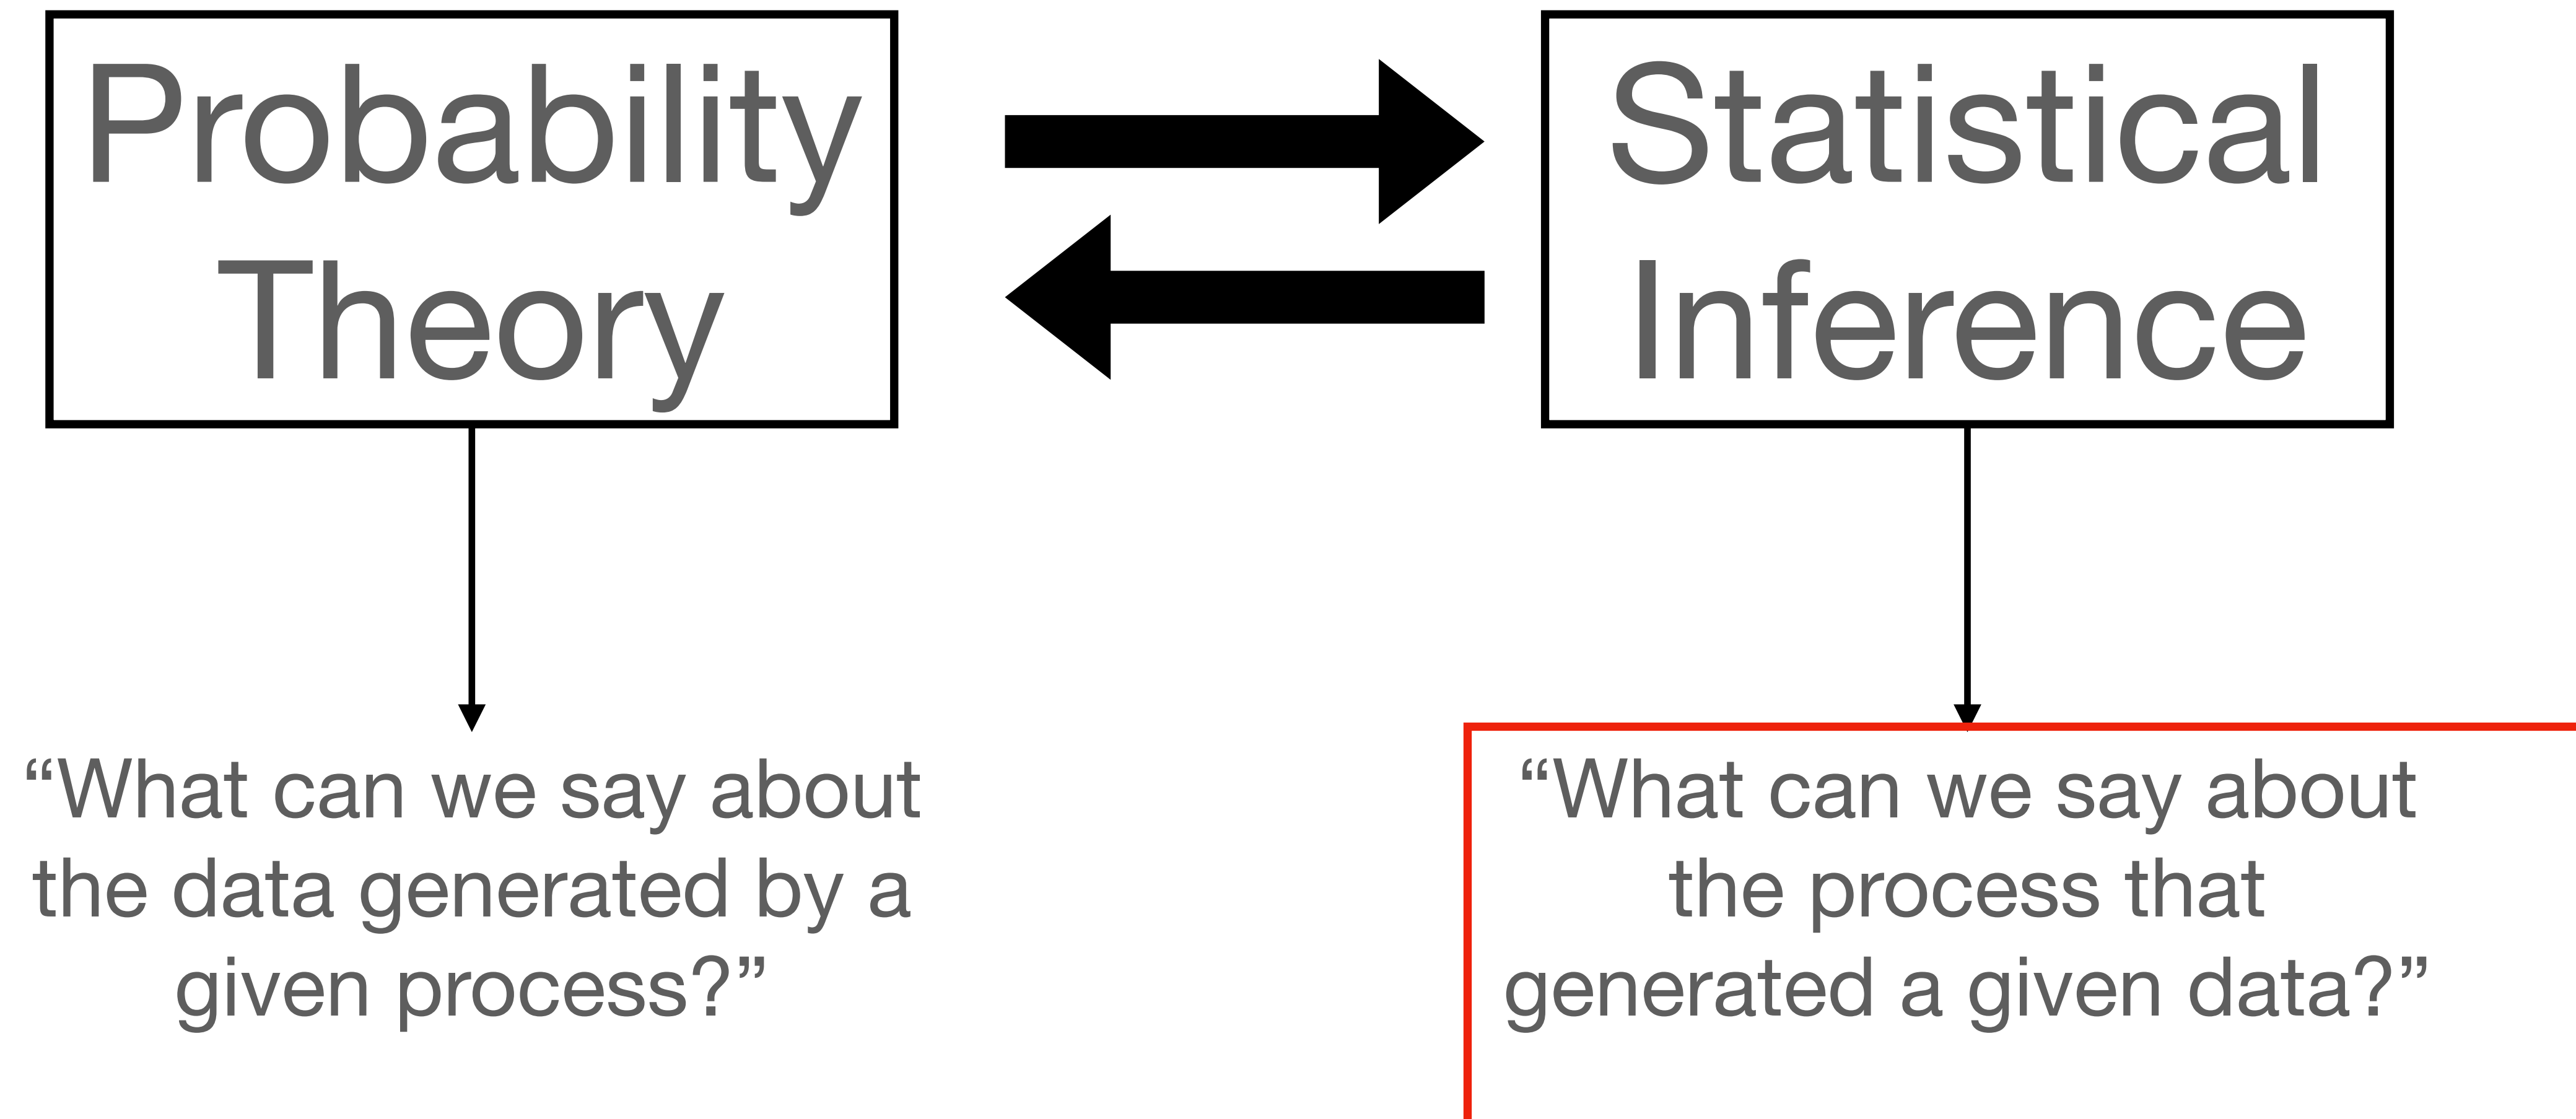 Probability
Theory
Statistical
Inference
“What can we say about
the data generated by a
given process?”
“What can we say about
the process that
generated a given data?”